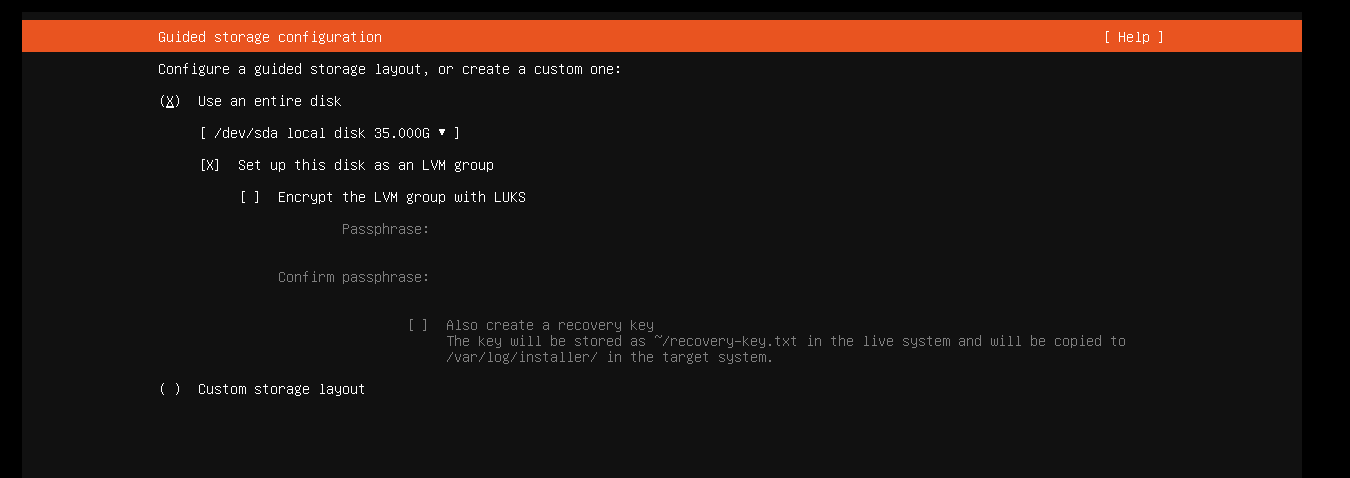 Guided storage configuration [ Help ]
Configure a guided storage layout, or create a custom one:
(X) Use an entire disk
[ /dev/sda local disk 35.000G ▾ ]
[X] Set up this disk as an LVM group
[ ] Encrypt the LVM group with LUKS
Passphrase:
Confirm passphrase:
[ ] Also create a recovery key
The key will be stored as ~/recovery-key.txt in the live system and will be copied to
/var/log/installer/ in the target system.
( ) Custom storage layout